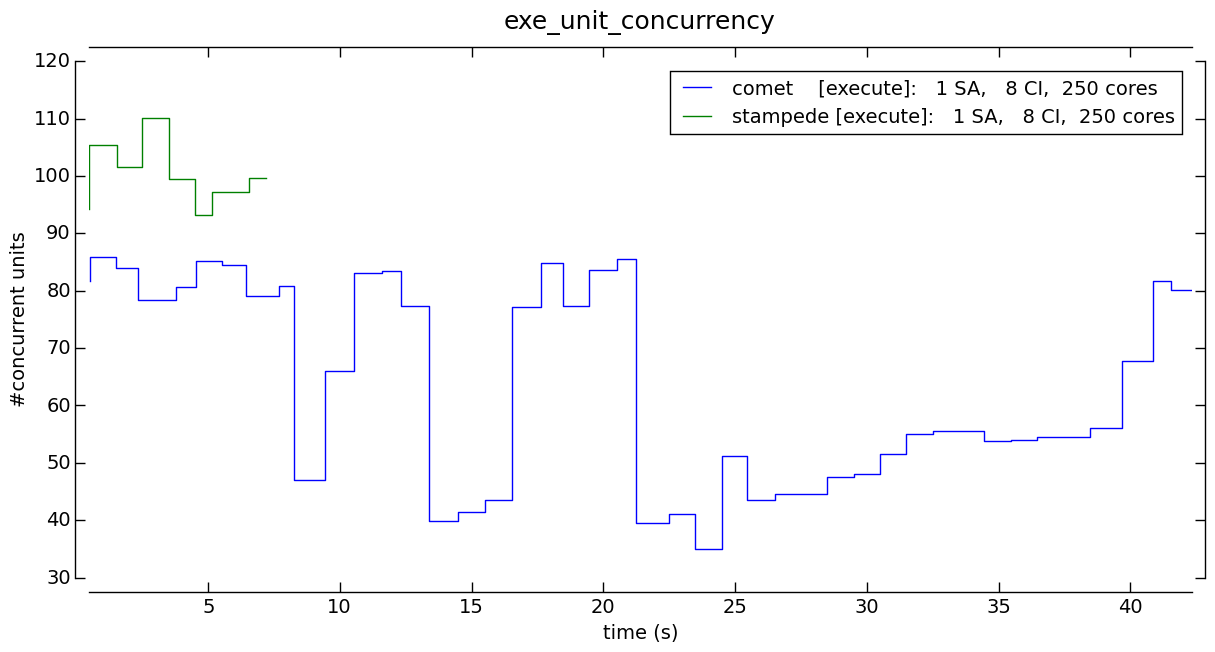 exe_unit_concurrency
120
110
100
90
80
70
60
50
40
30
#concurrent units
comet    [execute]:   1 SA,   8 CI,  250 cores
stampede [execute]:   1 SA,   8 CI,  250 cores
5 10 15 20 25 30 35 40
time (s)